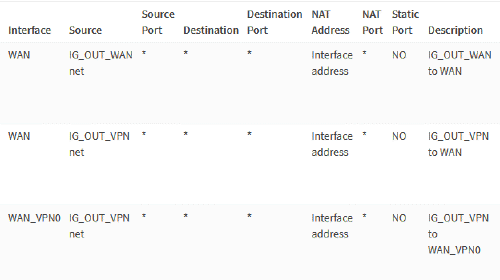 Interface Source Source Port Destination Destination Port NAT Address NAT Port Static Port Description
WAN IG_OUT_WAN net * * * Interface address * NO IG_OUT_WAN to WAN
WAN IG_OUT_VPN net * * * Interface address * NO IG_OUT_VPN to WAN
WAN_VPN0 IG_OUT_VPN net * * * Interface address * NO IG_OUT_VPN to WAN_VPN0